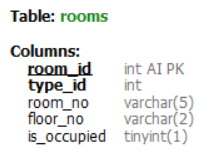 Table: rooms
Columns:
room_id int AI PK
type_id int
room_no varchar(5)
floor_no varchar(2)
is_occupied tinyint(1)